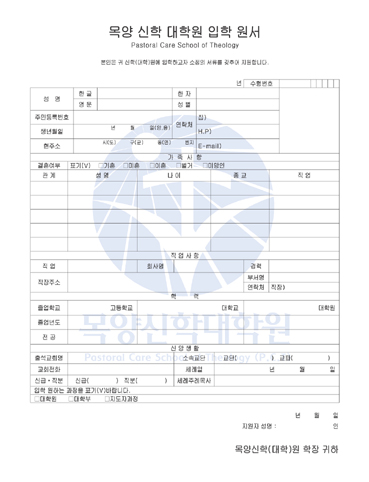 목양 신학 대학원 입학 원서
Pastoral Care School of Theology
본인은 귀 신학(대학)원에 입학하고자 소정의 서류를 갖추어 지원합니다.
년 수험번호
성 명 한 글 한 자
영 문 성 별
주민등록번호 연락처 집)
생년월일 년 월 일(양,음) H.P)
현주소 시(도) 구(군) 동(면) 번지 E-mail)
가 족 사 항
결혼여부 표기(V) □기혼 □미혼 □이혼 □별거 □미망인
관 계 성 명 나 이 종 교 직 업
직 업 사 항
직 업 회사명 경력
직장주소 부서명
연락처 직장)
학 력
졸업학교 고등학교 대학교 대학원
졸업년도
전 공
목양신학대학원
신 앙 생 활
Pastoral Care School of Theology
출석교회명 소속교단 교단( ) 교파( )
교회전화 세례일 년 월 일
신급·직분 신급( ) 직분( ) 세례주례목사
입학 원하는 과정을 표기(V)바랍니다.
□대학원 □대학부 □지도자과정
년 월 일
지원자 성명 : 인
목양신학(대학)원 학장 귀하